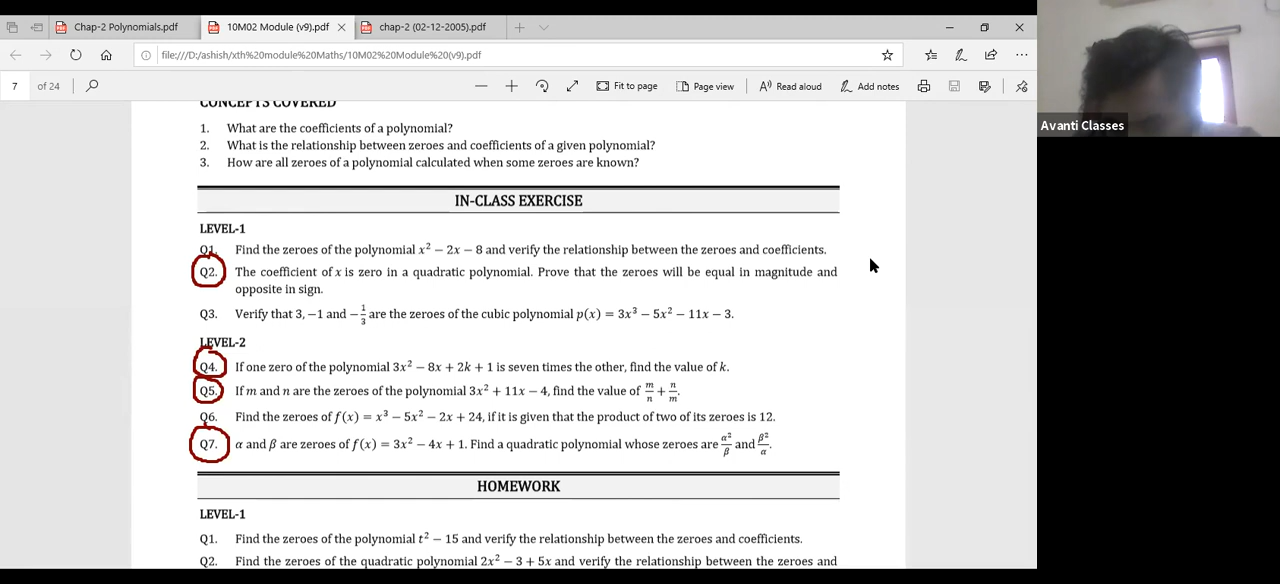 Chap-2 Polynomials.pdf
10M02 Module (v9).pdf
chap-2 (02-12-2005).pdf
file:///D:/ashish/xth%20module%20Maths/10M02%20Module%20(v9).pdf
7 of 24
Fit to page
Page view
Read aloud
Add notes
Avanti Classes
CONCEPTS COVERED
1. What are the coefficients of a polynomial?
2. What is the relationship between zeroes and coefficients of a given polynomial?
3. How are all zeroes of a polynomial calculated when some zeroes are known?
IN-CLASS EXERCISE
LEVEL-1
Q1. Find the zeroes of the polynomial x² − 2x − 8 and verify the relationship between the zeroes and coefficients.
Q2. The coefficient of x is zero in a quadratic polynomial. Prove that the zeroes will be equal in magnitude and
opposite in sign.
Q3. Verify that 3, −1 and −1/3 are the zeroes of the cubic polynomial p(x) = 3x³ − 5x² − 11x − 3.
LEVEL-2
Q4. If one zero of the polynomial 3x² − 8x + 2k + 1 is seven times the other, find the value of k.
Q5. If m and n are the zeroes of the polynomial 3x² + 11x − 4, find the value of m/n + n/m.
Q6. Find the zeroes of f(x) = x³ − 5x² − 2x + 24, if it is given that the product of two of its zeroes is 12.
Q7. α and β are zeroes of f(x) = 3x² − 4x + 1. Find a quadratic polynomial whose zeroes are α²/β and β²/α.
HOMEWORK
LEVEL-1
Q1. Find the zeroes of the polynomial t² − 15 and verify the relationship between the zeroes and coefficients.
Q2. Find the zeroes of the quadratic polynomial 2x² − 3 + 5x and verify the relationship between the zeroes and